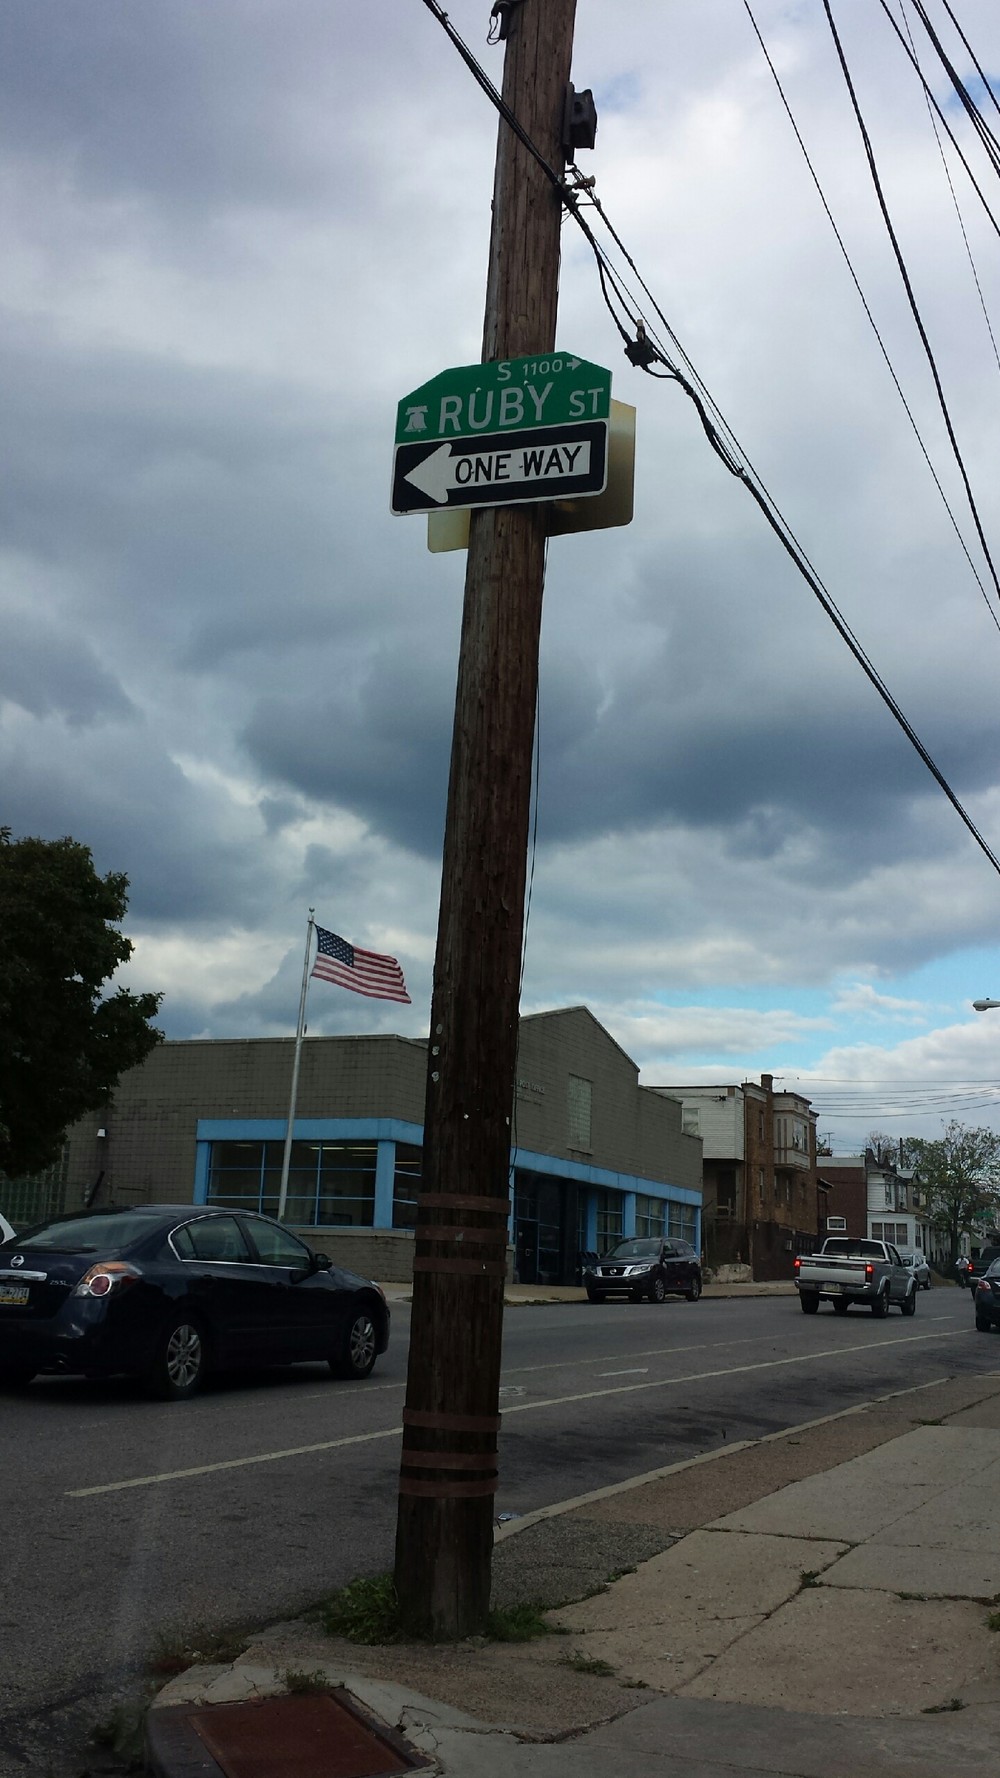 S 1100→
RUBY ST
ONE WAY